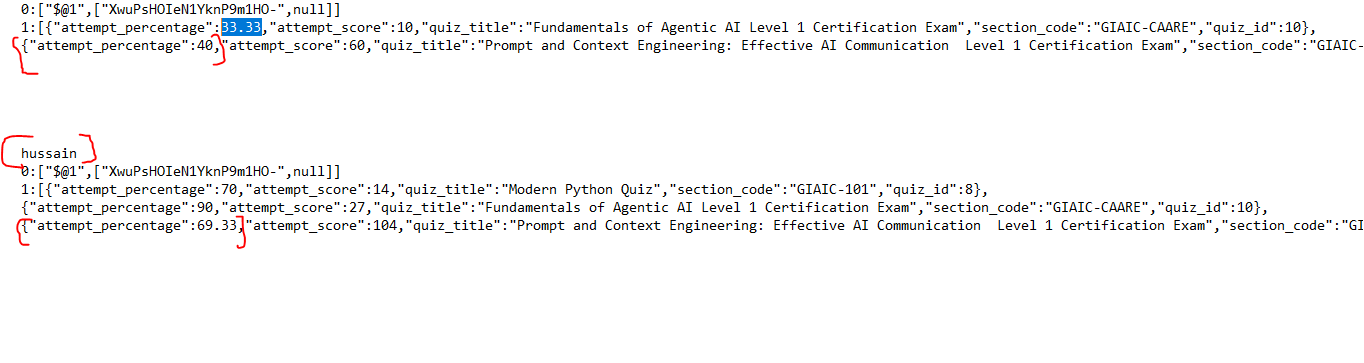 0:["$@1",["XwuPsHOIeN1YknP9m1HO-",null]]
1:[{"attempt_percentage":33.33,"attempt_score":10,"quiz_title":"Fundamentals of Agentic AI Level 1 Certification Exam","section_code":"GIAIC-CAARE","quiz_id":10},
{"attempt_percentage":40,"attempt_score":60,"quiz_title":"Prompt and Context Engineering: Effective AI Communication  Level 1 Certification Exam","section_code":"GIAIC-
hussain
0:["$@1",["XwuPsHOIeN1YknP9m1HO-",null]]
1:[{"attempt_percentage":70,"attempt_score":14,"quiz_title":"Modern Python Quiz","section_code":"GIAIC-101","quiz_id":8},
{"attempt_percentage":90,"attempt_score":27,"quiz_title":"Fundamentals of Agentic AI Level 1 Certification Exam","section_code":"GIAIC-CAARE","quiz_id":10},
{"attempt_percentage":69.33,"attempt_score":104,"quiz_title":"Prompt and Context Engineering: Effective AI Communication  Level 1 Certification Exam","section_code":"GI